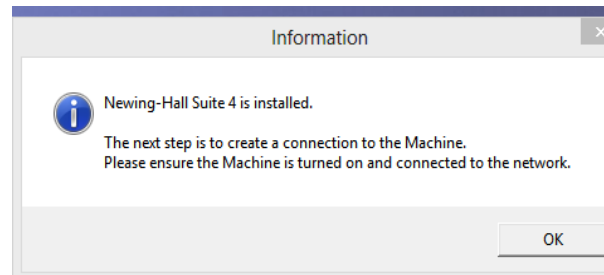 Information
Newing-Hall Suite 4 is installed.
The next step is to create a connection to the Machine.
Please ensure the Machine is turned on and connected to the network.
OK